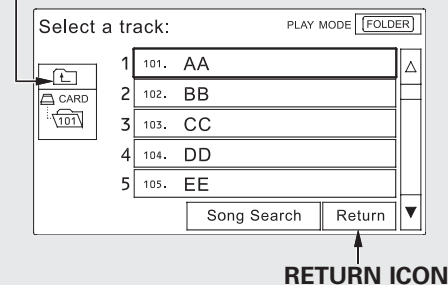 Select a track: PLAY MODE FOLDER
1 101. AA
CARD
2 102. BB
101
3 103. CC
4 104. DD
5 105. EE
Song Search Return
RETURN ICON